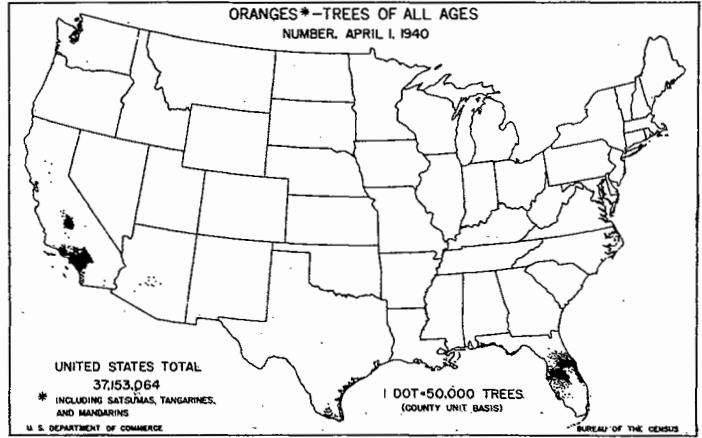 ORANGES*-TREES OF ALL AGES
NUMBER, APRIL 1, 1940
UNITED STATES TOTAL
37,153,064
* INCLUDING SATSUMAS, TANGARINES,
AND MANDARINS
1 DOT=50,000 TREES
(COUNTY UNIT BASIS)
U. S. DEPARTMENT OF COMMERCE
BUREAU OF THE CENSUS